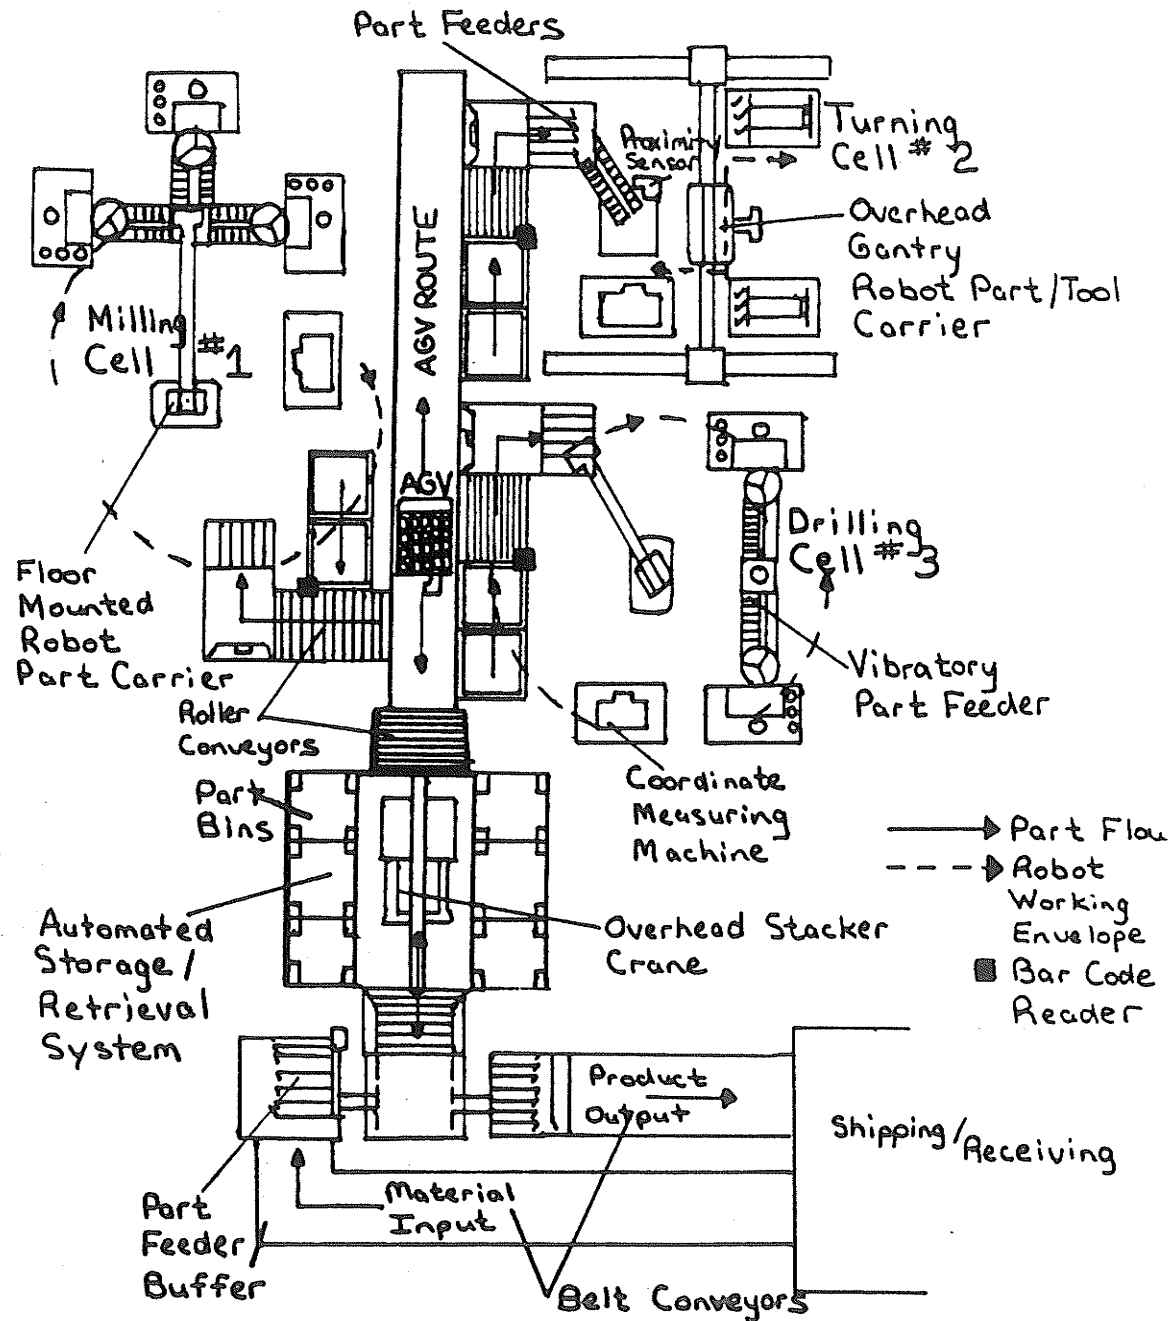 Part Feeders
Proximity
Sensor
Turning
Cell #2
Overhead
Gantry
Robot Part/Tool
Carrier
AGV ROUTE
Milling
Cell #1
AGV
Drilling
Cell #3
Floor
Mounted
Robot
Part Carrier
Roller
Conveyors
Vibratory
Part Feeder
Part
Bins
Coordinate
Measuring
Machine
Part Flow
Robot
Working
Envelope
Bar Code
Reader
Automated
Storage/
Retrieval
System
Overhead Stacker
Crane
Product
Output
Shipping/
Receiving
Material
Input
Part
Feeder
Buffer
Belt Conveyors